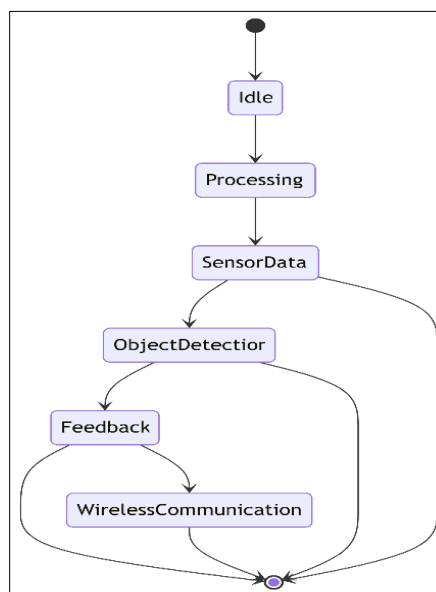 Idle
Processing
SensorData
ObjectDetectior
Feedback
WirelessCommunication